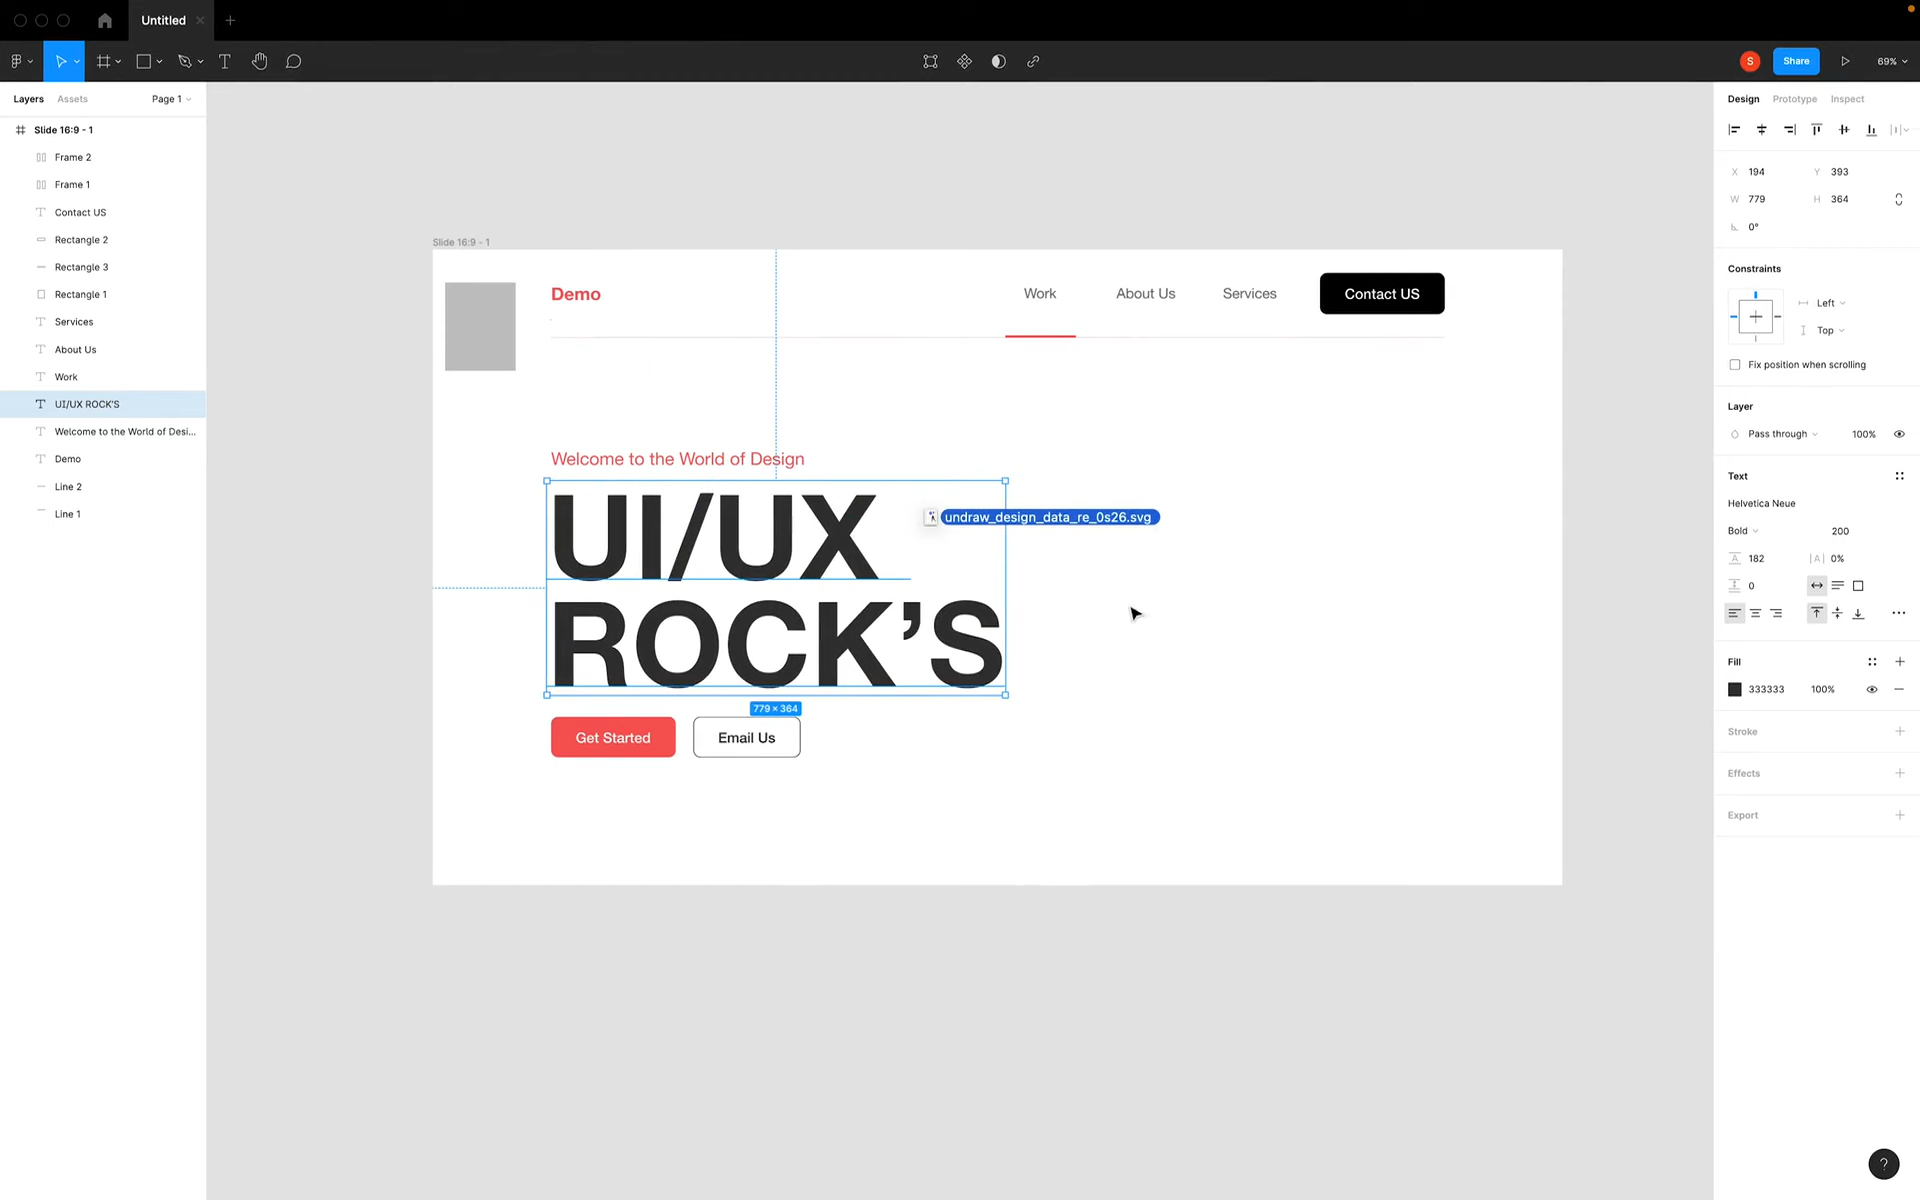 Untitled
S
Share
69%
Layers
Assets
Page 1
Design
Prototype
Inspect
Slide 16:9 - 1
Frame 2
Frame 1
Contact US
Rectangle 2
Rectangle 3
Rectangle 1
Services
About Us
Work
UI/UX ROCK'S
Welcome to the World of Desi...
Demo
Line 2
Line 1
Slide 16:9 - 1
Demo
Work
About Us
Services
Contact US
Welcome to the World of Design
UI/UX
ROCK’S
undraw_design_data_re_0s26.svg
779 × 364
Get Started
Email Us
X 194
Y 393
W 779
H 364
0°
Constraints
Left
Top
Fix position when scrolling
Layer
Pass through
100%
Text
Helvetica Neue
Bold
200
A 182
|A| 0%
0
Fill
333333
100%
Stroke
Effects
Export
?